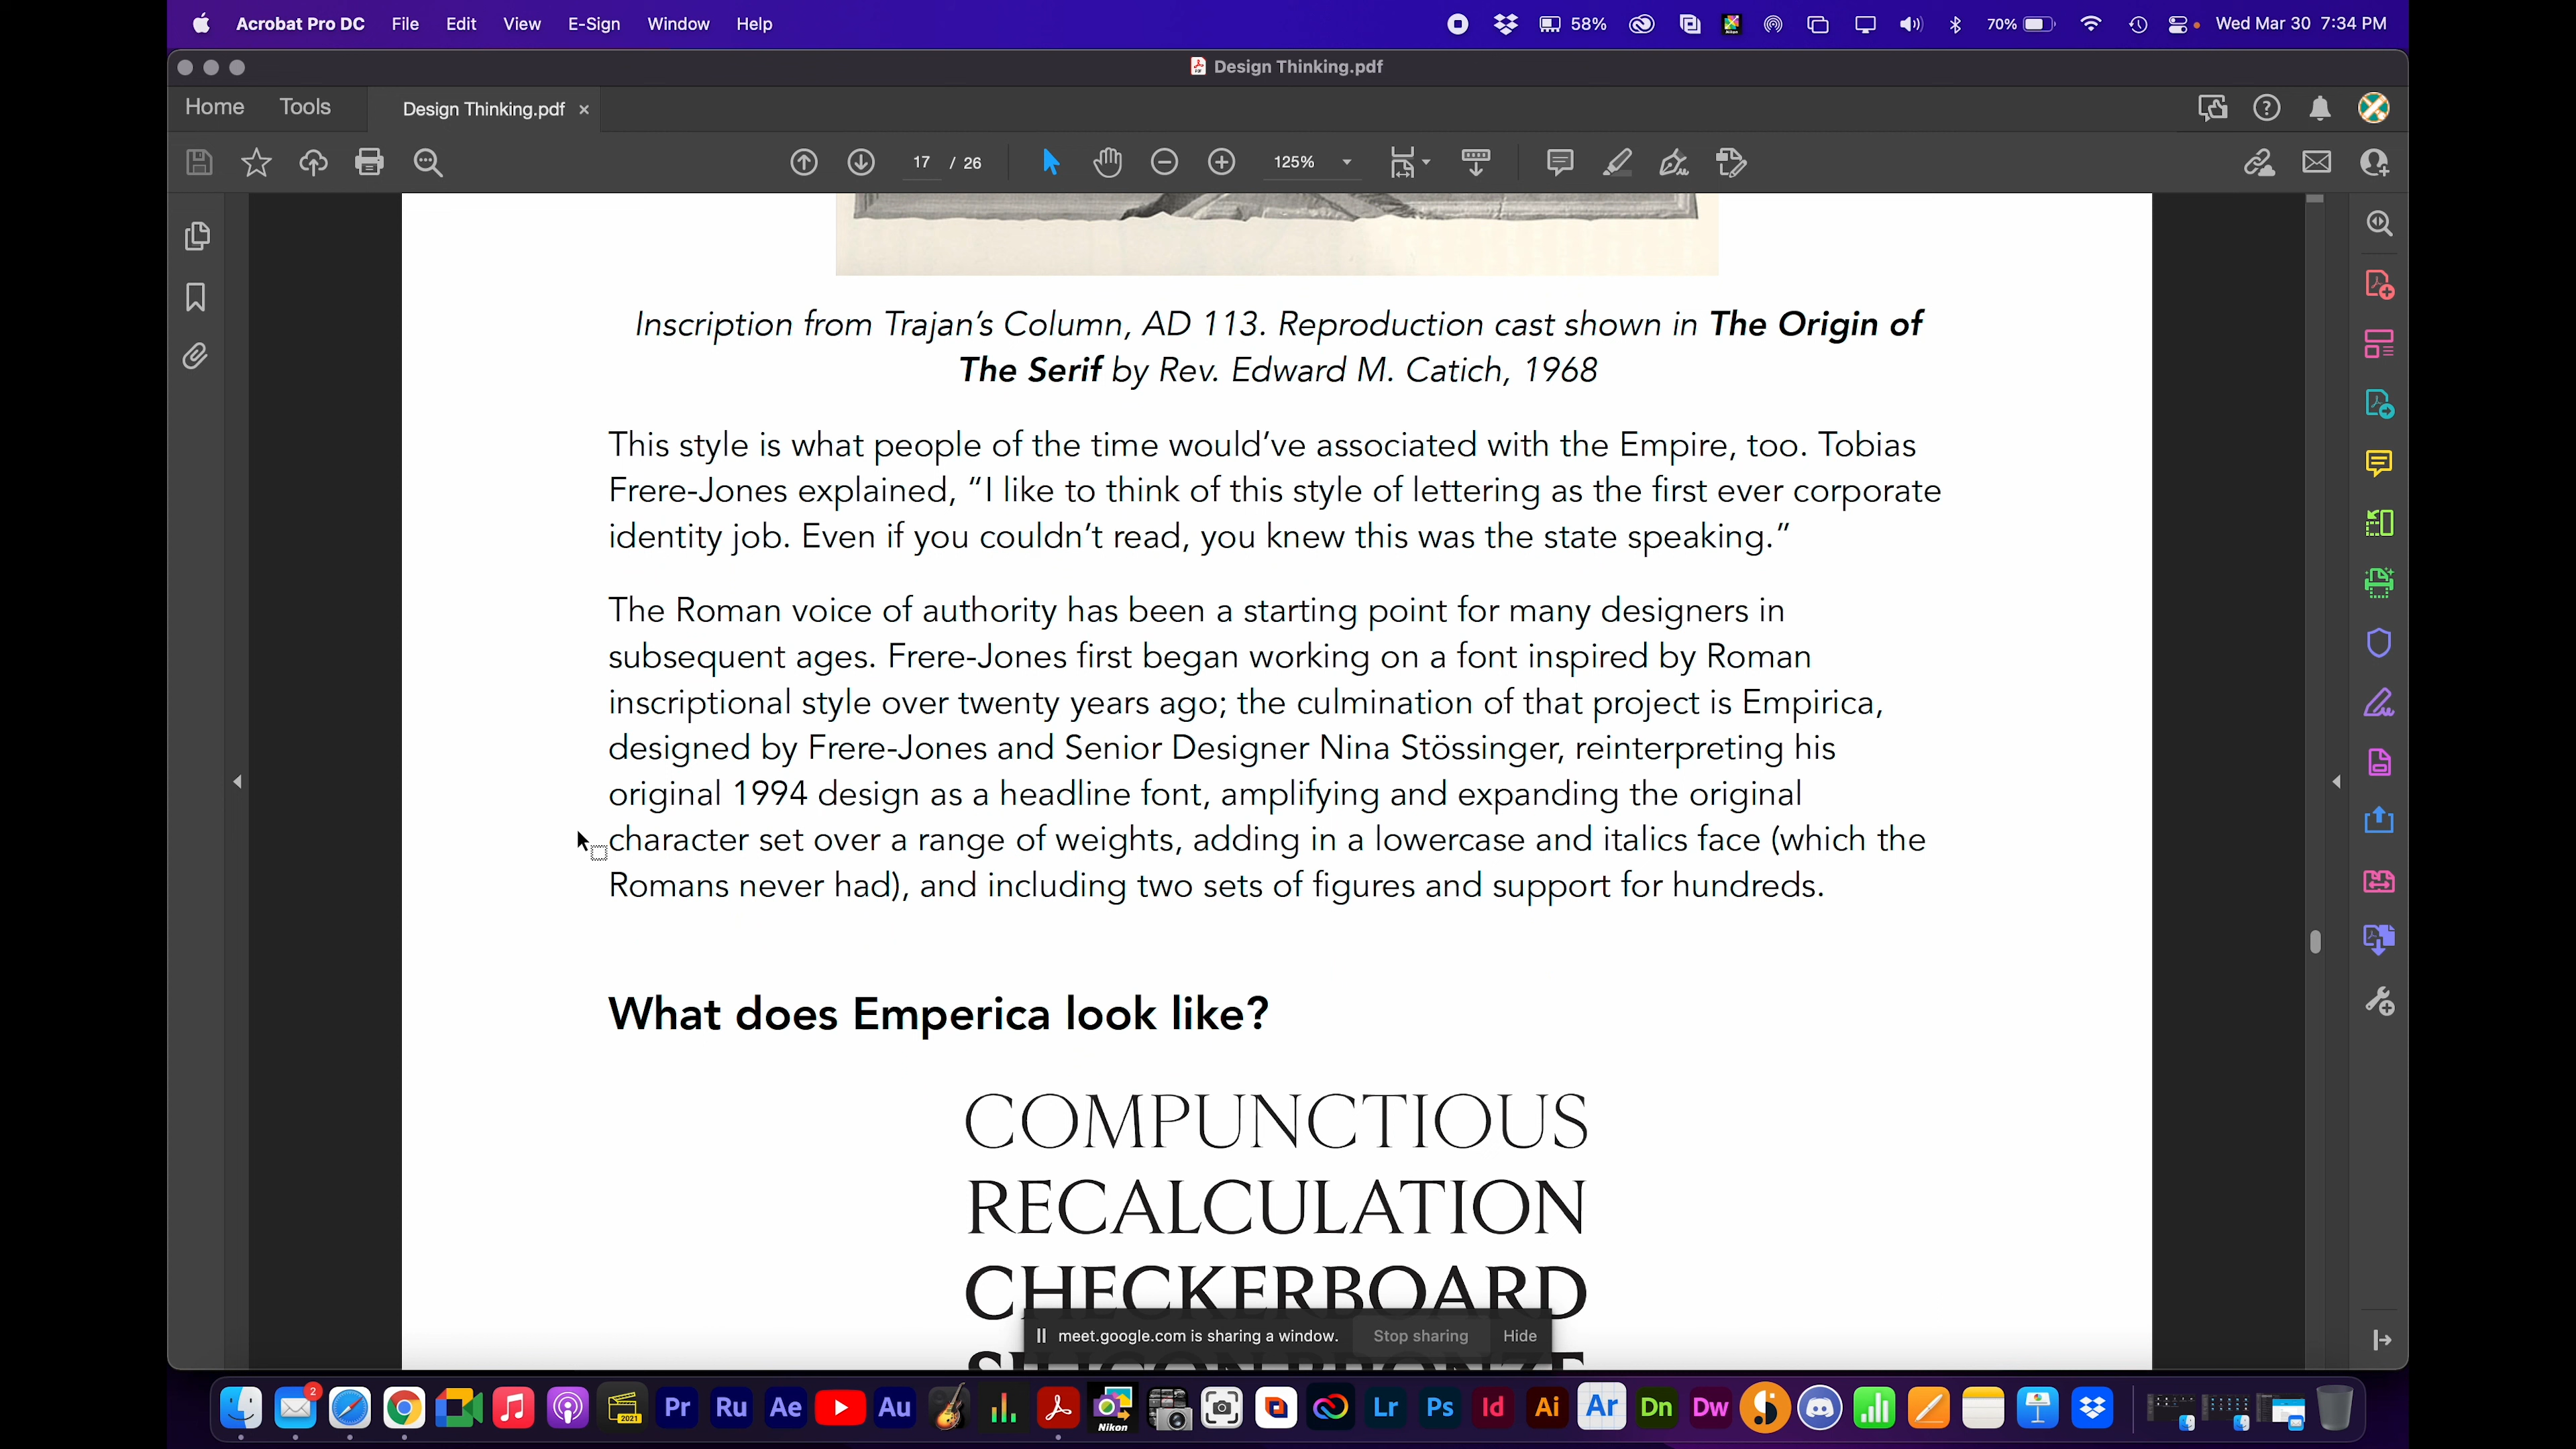 Acrobat Pro DC File Edit View E-Sign Window Help 58% 70% Wed Mar 30 7:34 PM
Design Thinking.pdf
Home Tools Design Thinking.pdf ×
17 / 26 125%
Inscription from Trajan's Column, AD 113. Reproduction cast shown in The Origin of
The Serif by Rev. Edward M. Catich, 1968
This style is what people of the time would've associated with the Empire, too. Tobias
Frere-Jones explained, “I like to think of this style of lettering as the first ever corporate
identity job. Even if you couldn't read, you knew this was the state speaking.”
The Roman voice of authority has been a starting point for many designers in
subsequent ages. Frere-Jones first began working on a font inspired by Roman
inscriptional style over twenty years ago; the culmination of that project is Empirica,
designed by Frere-Jones and Senior Designer Nina Stössinger, reinterpreting his
original 1994 design as a headline font, amplifying and expanding the original
character set over a range of weights, adding in a lowercase and italics face (which the
Romans never had), and including two sets of figures and support for hundreds.
What does Emperica look like?
COMPUNCTIOUS
RECALCULATION
CHECKERBOARD
meet.google.com is sharing a window. Stop sharing Hide
2 2021 Pr Ru Ae Au Nikon Lr Ps Id Ai Ar Dn Dw